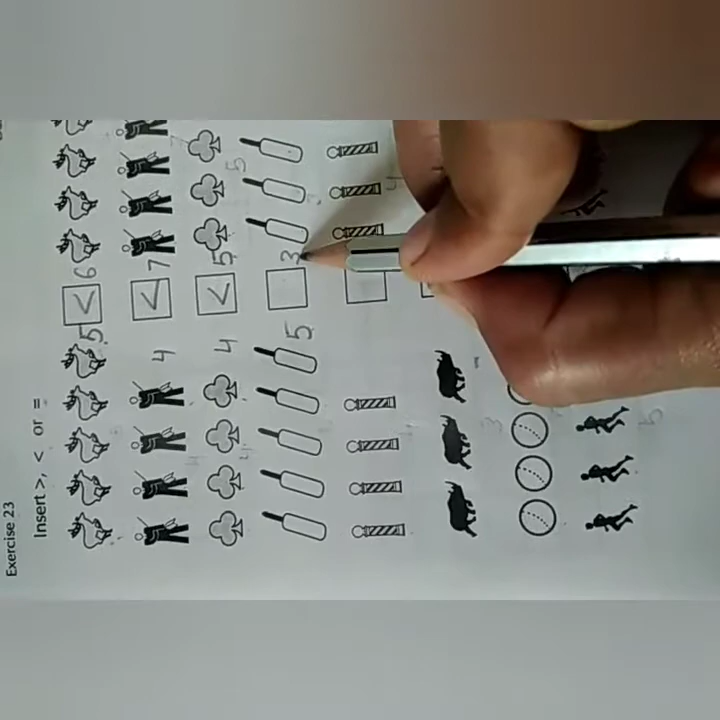 Exercise 23
Insert >, < or =
5 < 6
4 < 7
4 < 5
5 3